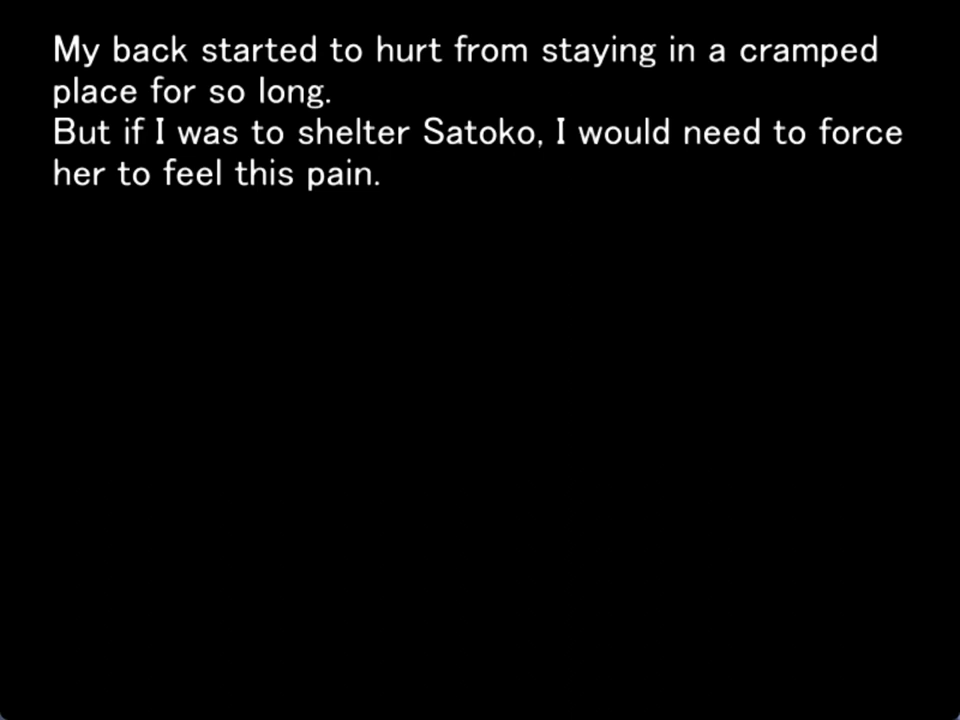 My back started to hurt from staying in a cramped
place for so long.
But if I was to shelter Satoko, I would need to force
her to feel this pain.